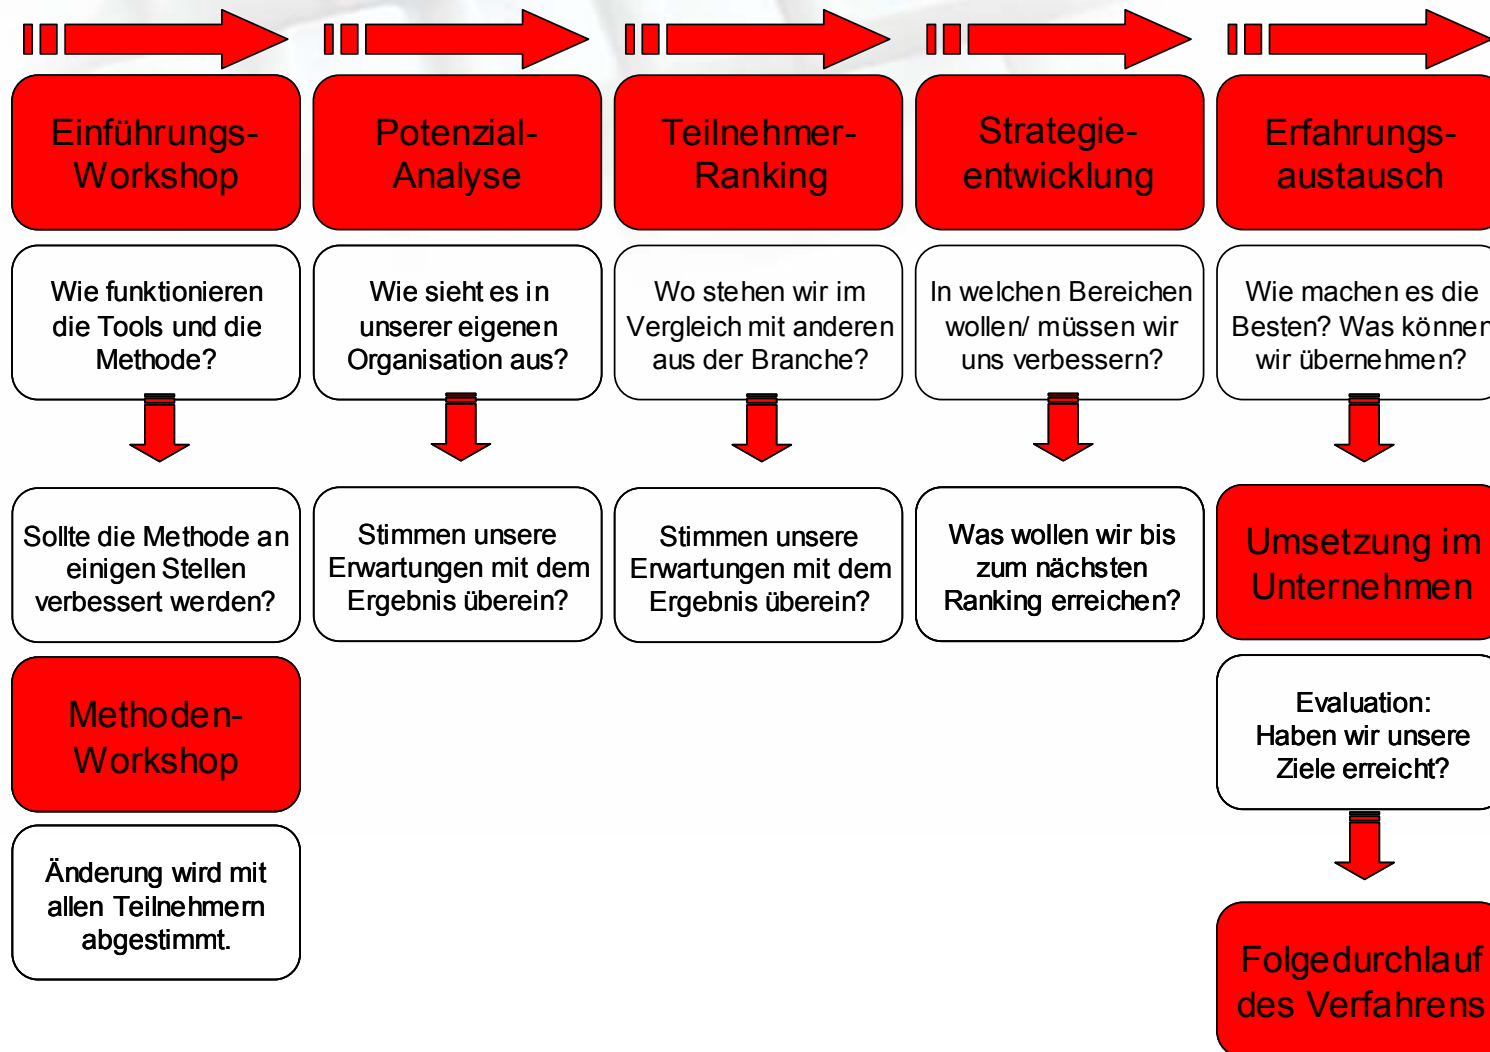 Einführungs-
Workshop
Potenzial-
Analyse
Teilnehmer-
Ranking
Strategie-
entwicklung
Erfahrungs-
austausch
Wie funktionieren
die Tools und die
Methode?
Wie sieht es in
unserer eigenen
Organisation aus?
Wo stehen wir im
Vergleich mit anderen
aus der Branche?
In welchen Bereichen
wollen/ müssen wir
uns verbessern?
Wie machen es die
Besten? Was können
wir übernehmen?
Sollte die Methode an
einigen Stellen
verbessert werden?
Stimmen unsere
Erwartungen mit dem
Ergebnis überein?
Stimmen unsere
Erwartungen mit dem
Ergebnis überein?
Was wollen wir bis
zum nächsten
Ranking erreichen?
Umsetzung im
Unternehmen
Methoden-
Workshop
Evaluation:
Haben wir unsere
Ziele erreicht?
Änderung wird mit
allen Teilnehmern
abgestimmt.
Folgedurchlauf
des Verfahrens